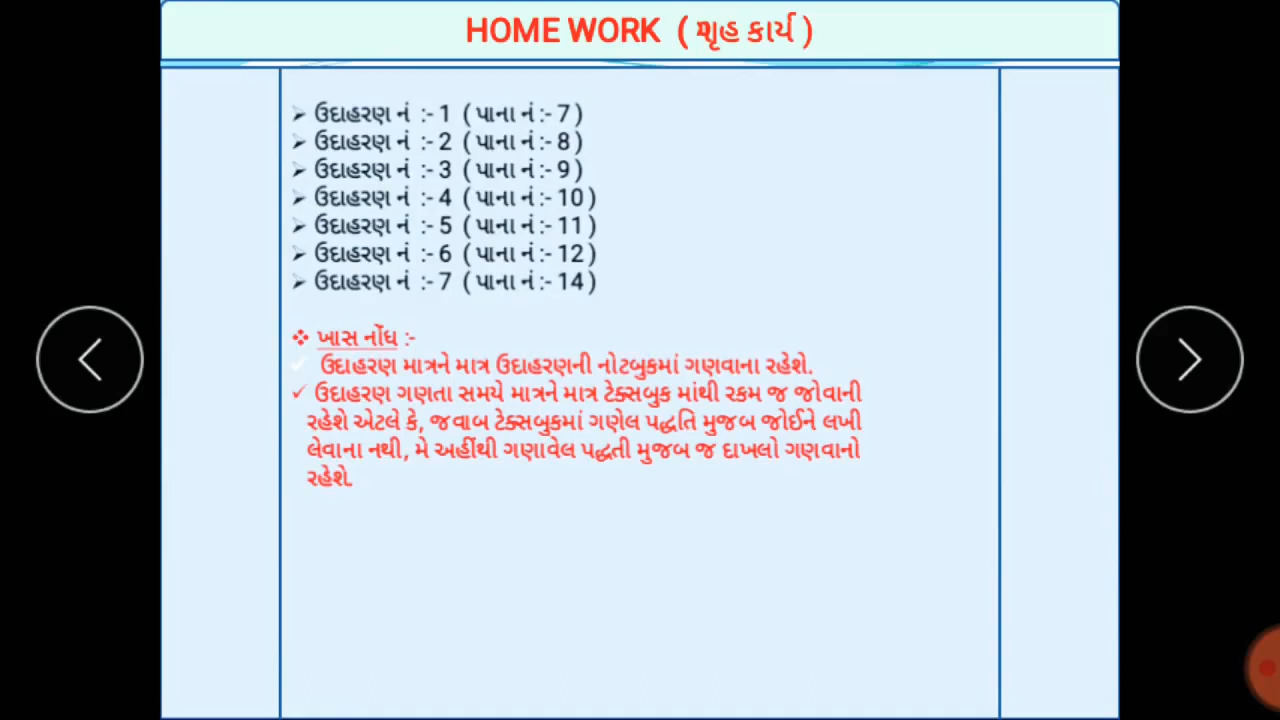 HOME WORK ( ગૃહ કાર્ય )
➢ ઉદાહરણ નં :- 1 ( પાના નં :- 7 )
➢ ઉદાહરણ નં :- 2 ( પાના નં :- 8 )
➢ ઉદાહરણ નં :- 3 ( પાના નં :- 9 )
➢ ઉદાહરણ નં :- 4 ( પાના નં :- 10 )
➢ ઉદાહરણ નં :- 5 ( પાના નં :- 11 )
➢ ઉદાહરણ નં :- 6 ( પાના નં :- 12 )
➢ ઉદાહરણ નં :- 7 ( પાના નં :- 14 )
❖ ખાસ નોંધ :-
✓ ઉદાહરણ માત્રને માત્ર ઉદાહરણની નોટબુકમાં ગણવાના રહેશે.
✓ ઉદાહરણ ગણતા સમયે માત્રને માત્ર ટેક્સબુક માંથી રકમ જ જોવાની
રહેશે એટલે કે, જવાબ ટેક્સબુકમાં ગણેલ પદ્ધતિ મુજબ જોઈને લખી
લેવાના નથી, મે અહીંથી ગણાવેલ પદ્ધતી મુજબ જ દાખલો ગણવાનો
રહેશે.